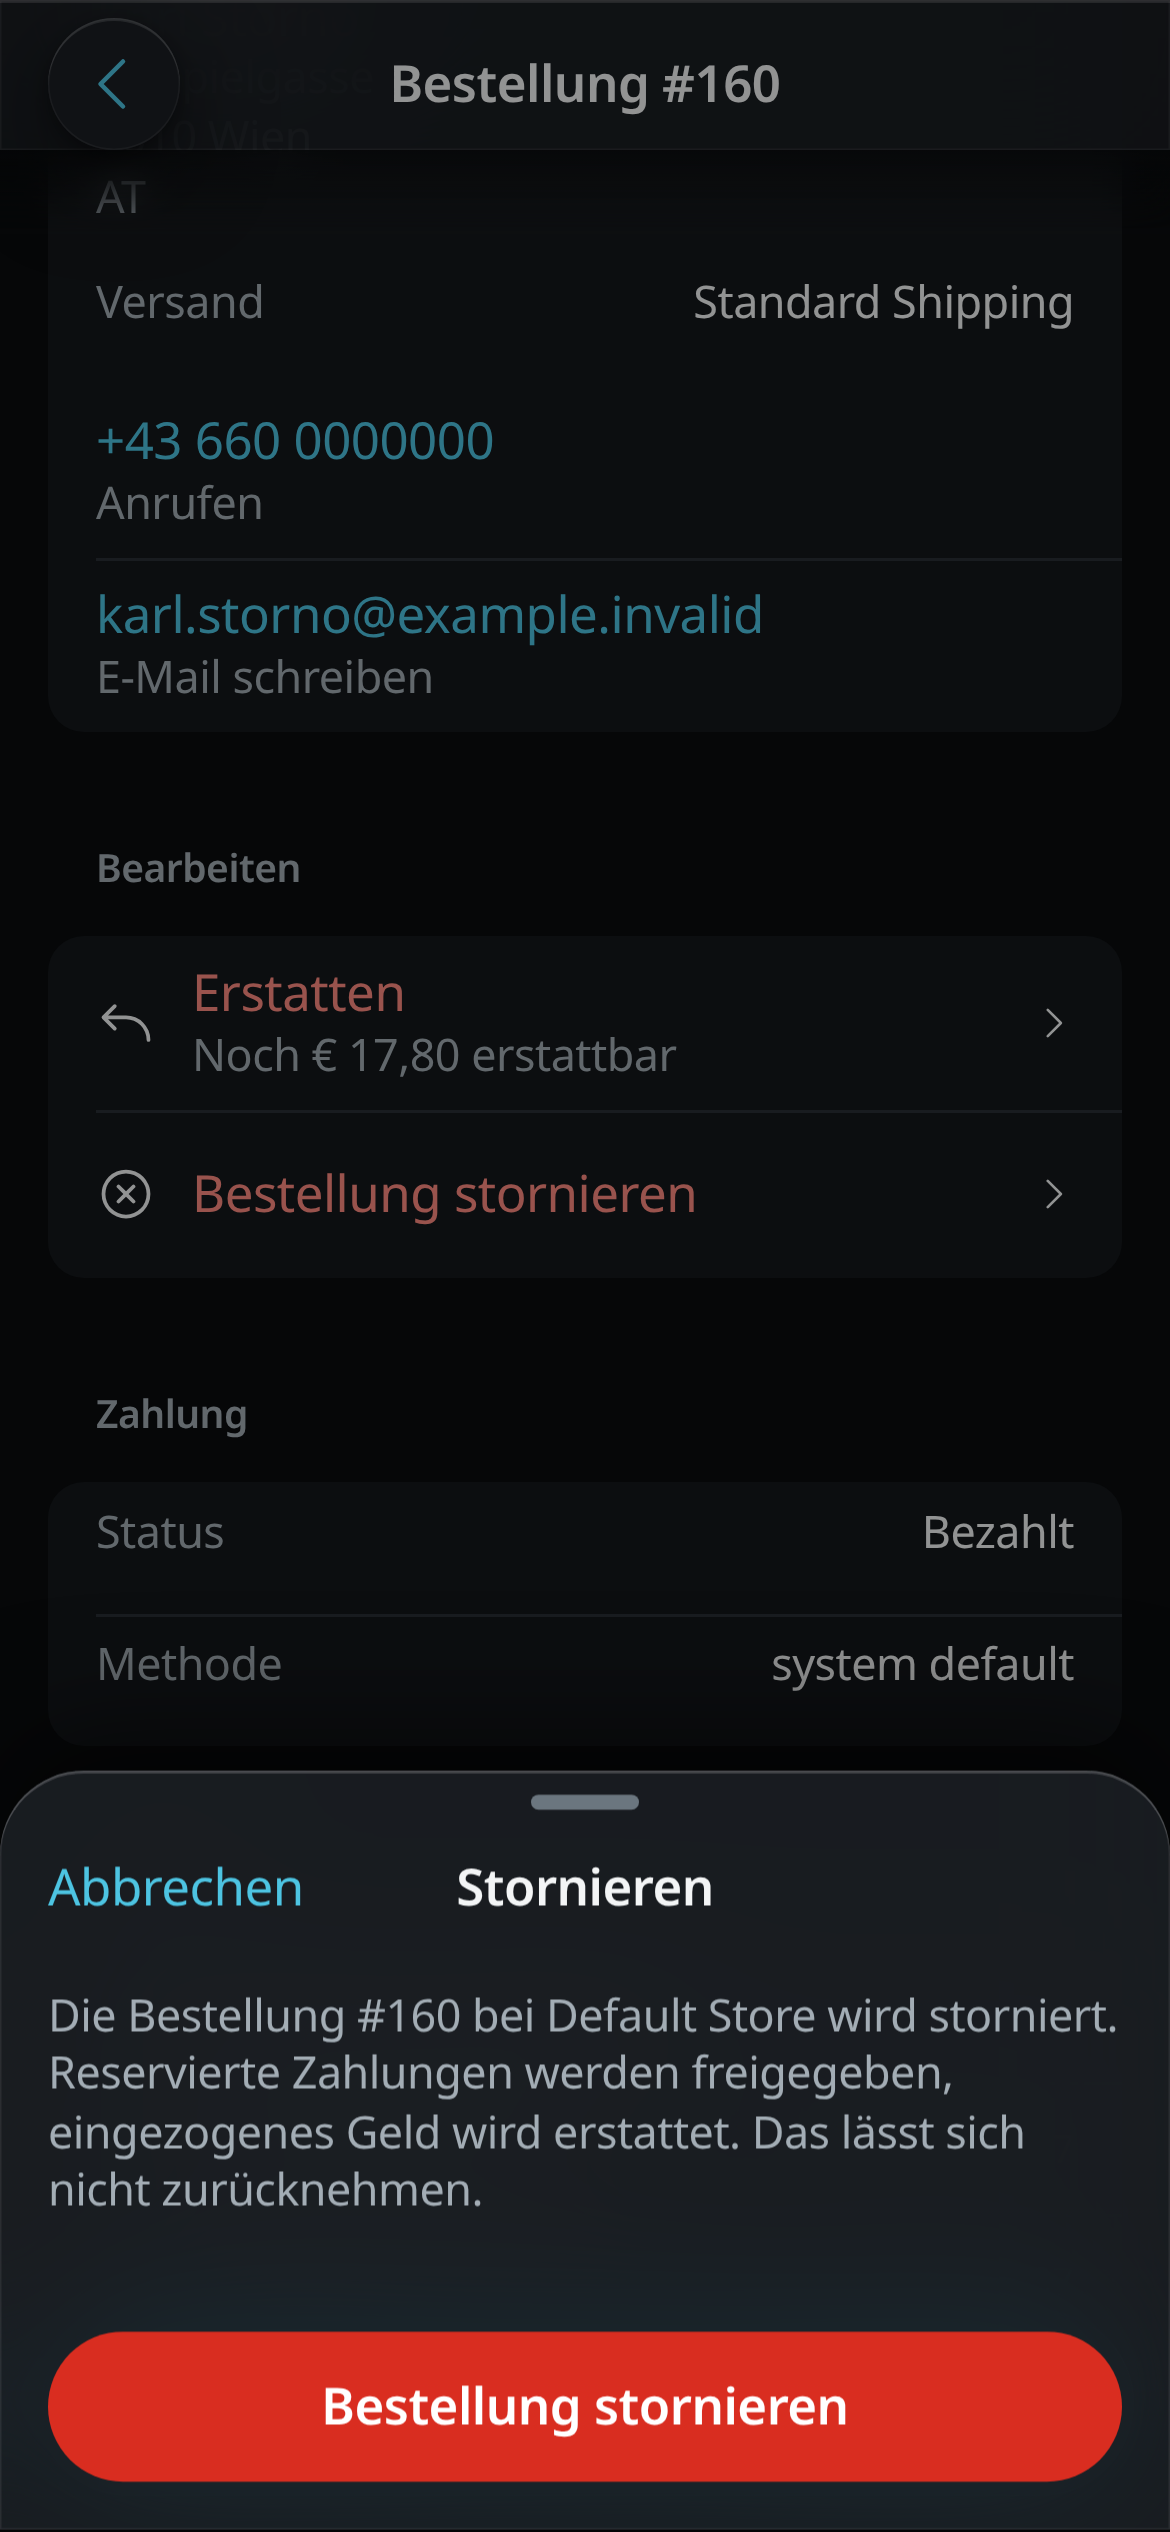 Bestellung #160
Wien
AT
Versand
Standard Shipping
+43 660 0000000
Anrufen
karl.storno@example.invalid
E-Mail schreiben
Bearbeiten
Erstatten
Noch € 17,80 erstattbar
Bestellung stornieren
Zahlung
Status
Bezahlt
Methode
system default
Abbrechen
Stornieren
Die Bestellung #160 bei Default Store wird storniert.
Reservierte Zahlungen werden freigegeben,
eingezogenes Geld wird erstattet. Das lässt sich
nicht zurücknehmen.
Bestellung stornieren